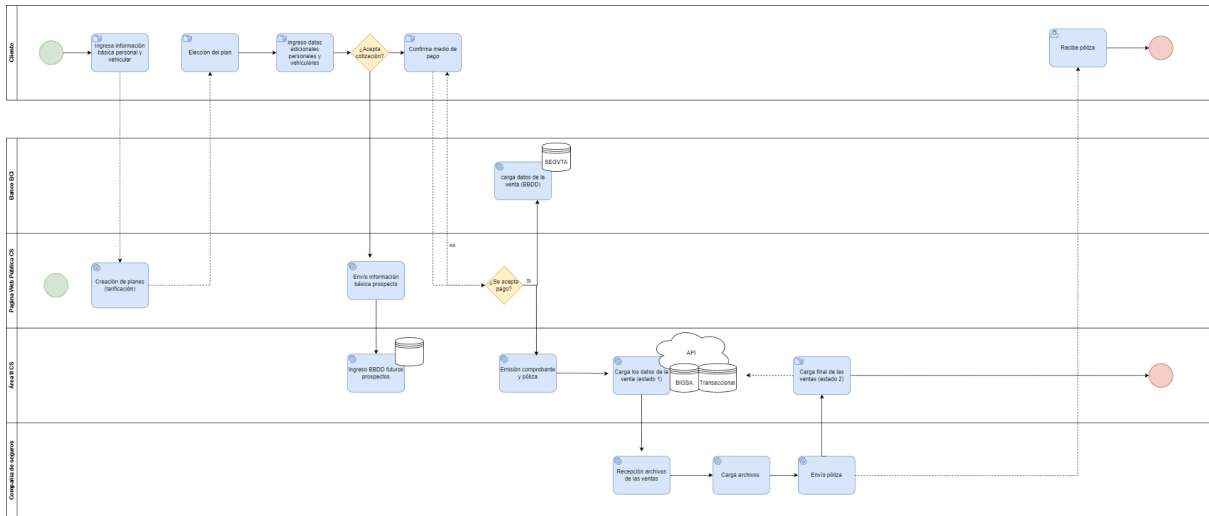 Cliente
Ingresa información
básica personal y
vehicular
Elección del plan
Ingreso datos
adicionales
personales y
vehiculares
¿Acepta
cotización?
Confirma medio de
pago
Recibe póliza
Banco BCI
SEGVTA
carga datos de la
venta (BBDD)
Página Web Pública CS
Creación de planes
(tarificación)
Envío información
básica prospecto
no
¿Se acepta
pago?
Si
Área TI CS
Ingreso BBDD futuros
prospectos
Emisión comprobante
y póliza
Carga los datos de la
venta (estado 1)
API
BIGSA
Transaccional
Carga final de las
ventas (estado 2)
Compañía de seguros
Recepción archivos
de las ventas
Carga archivos
Envío póliza